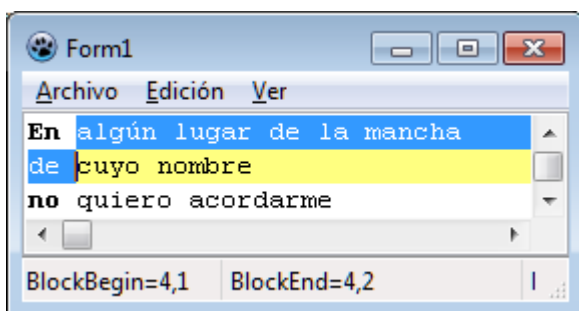 Form1
Archivo Edición Ver
En algún lugar de la mancha
de cuyo nombre
no quiero acordarme
BlockBegin=4,1 BlockEnd=4,2 I